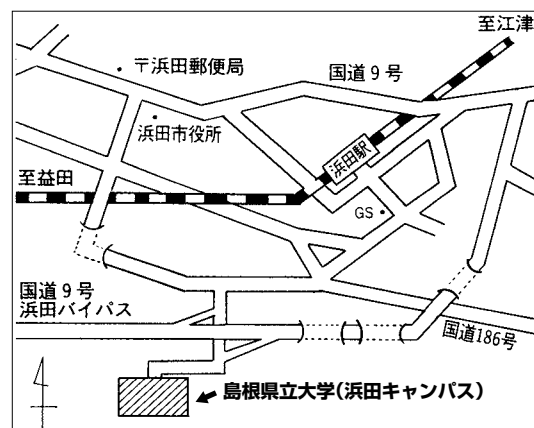 至江津
〒浜田郵便局
国道9号
浜田市役所
浜田駅
至益田
GS
国道9号
浜田バイパス
国道186号
島根県立大学(浜田キャンパス)